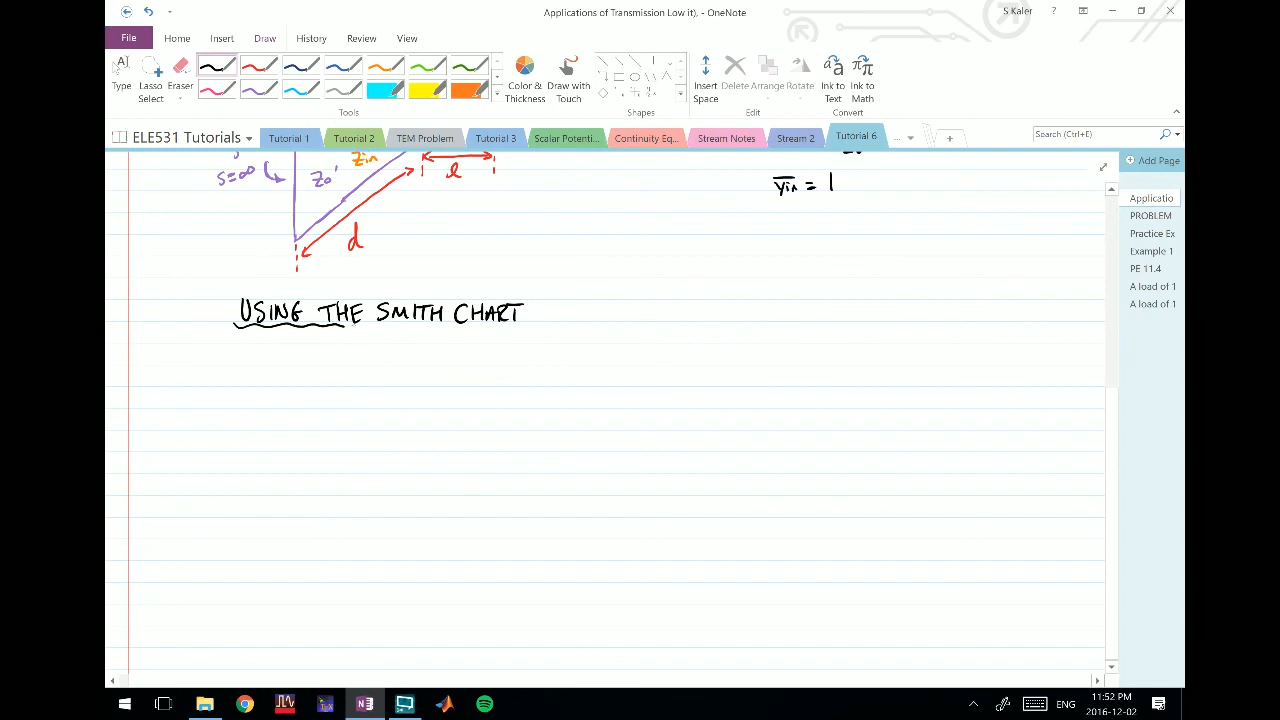 Applications of Transmission Low it), - OneNote
S Kaler
?
File
Home
Insert
Draw
History
Review
View
Type
Lasso Select
Eraser
Color & Thickness
Draw with Touch
Insert Space
Delete
Arrange
Rotate
Ink to Text
Ink to Math
Tools
Shapes
ELE531 Tutorials
Tutorial 1
Tutorial 2
TEM Problem
Tutorial 3
Scalar Potenti...
Continuity Eq...
Stream Notes
Stream 2
Tutorial 6
...
Search (Ctrl+E)
Add Page
Applicatio
PROBLEM
Practice Ex
Example 1
PE 11.4
A load of 1
A load of 1
S=∞
Zo'
Zin
l
d
yin = 1
USING THE SMITH CHART
ENG
11:52 PM
2016-12-02